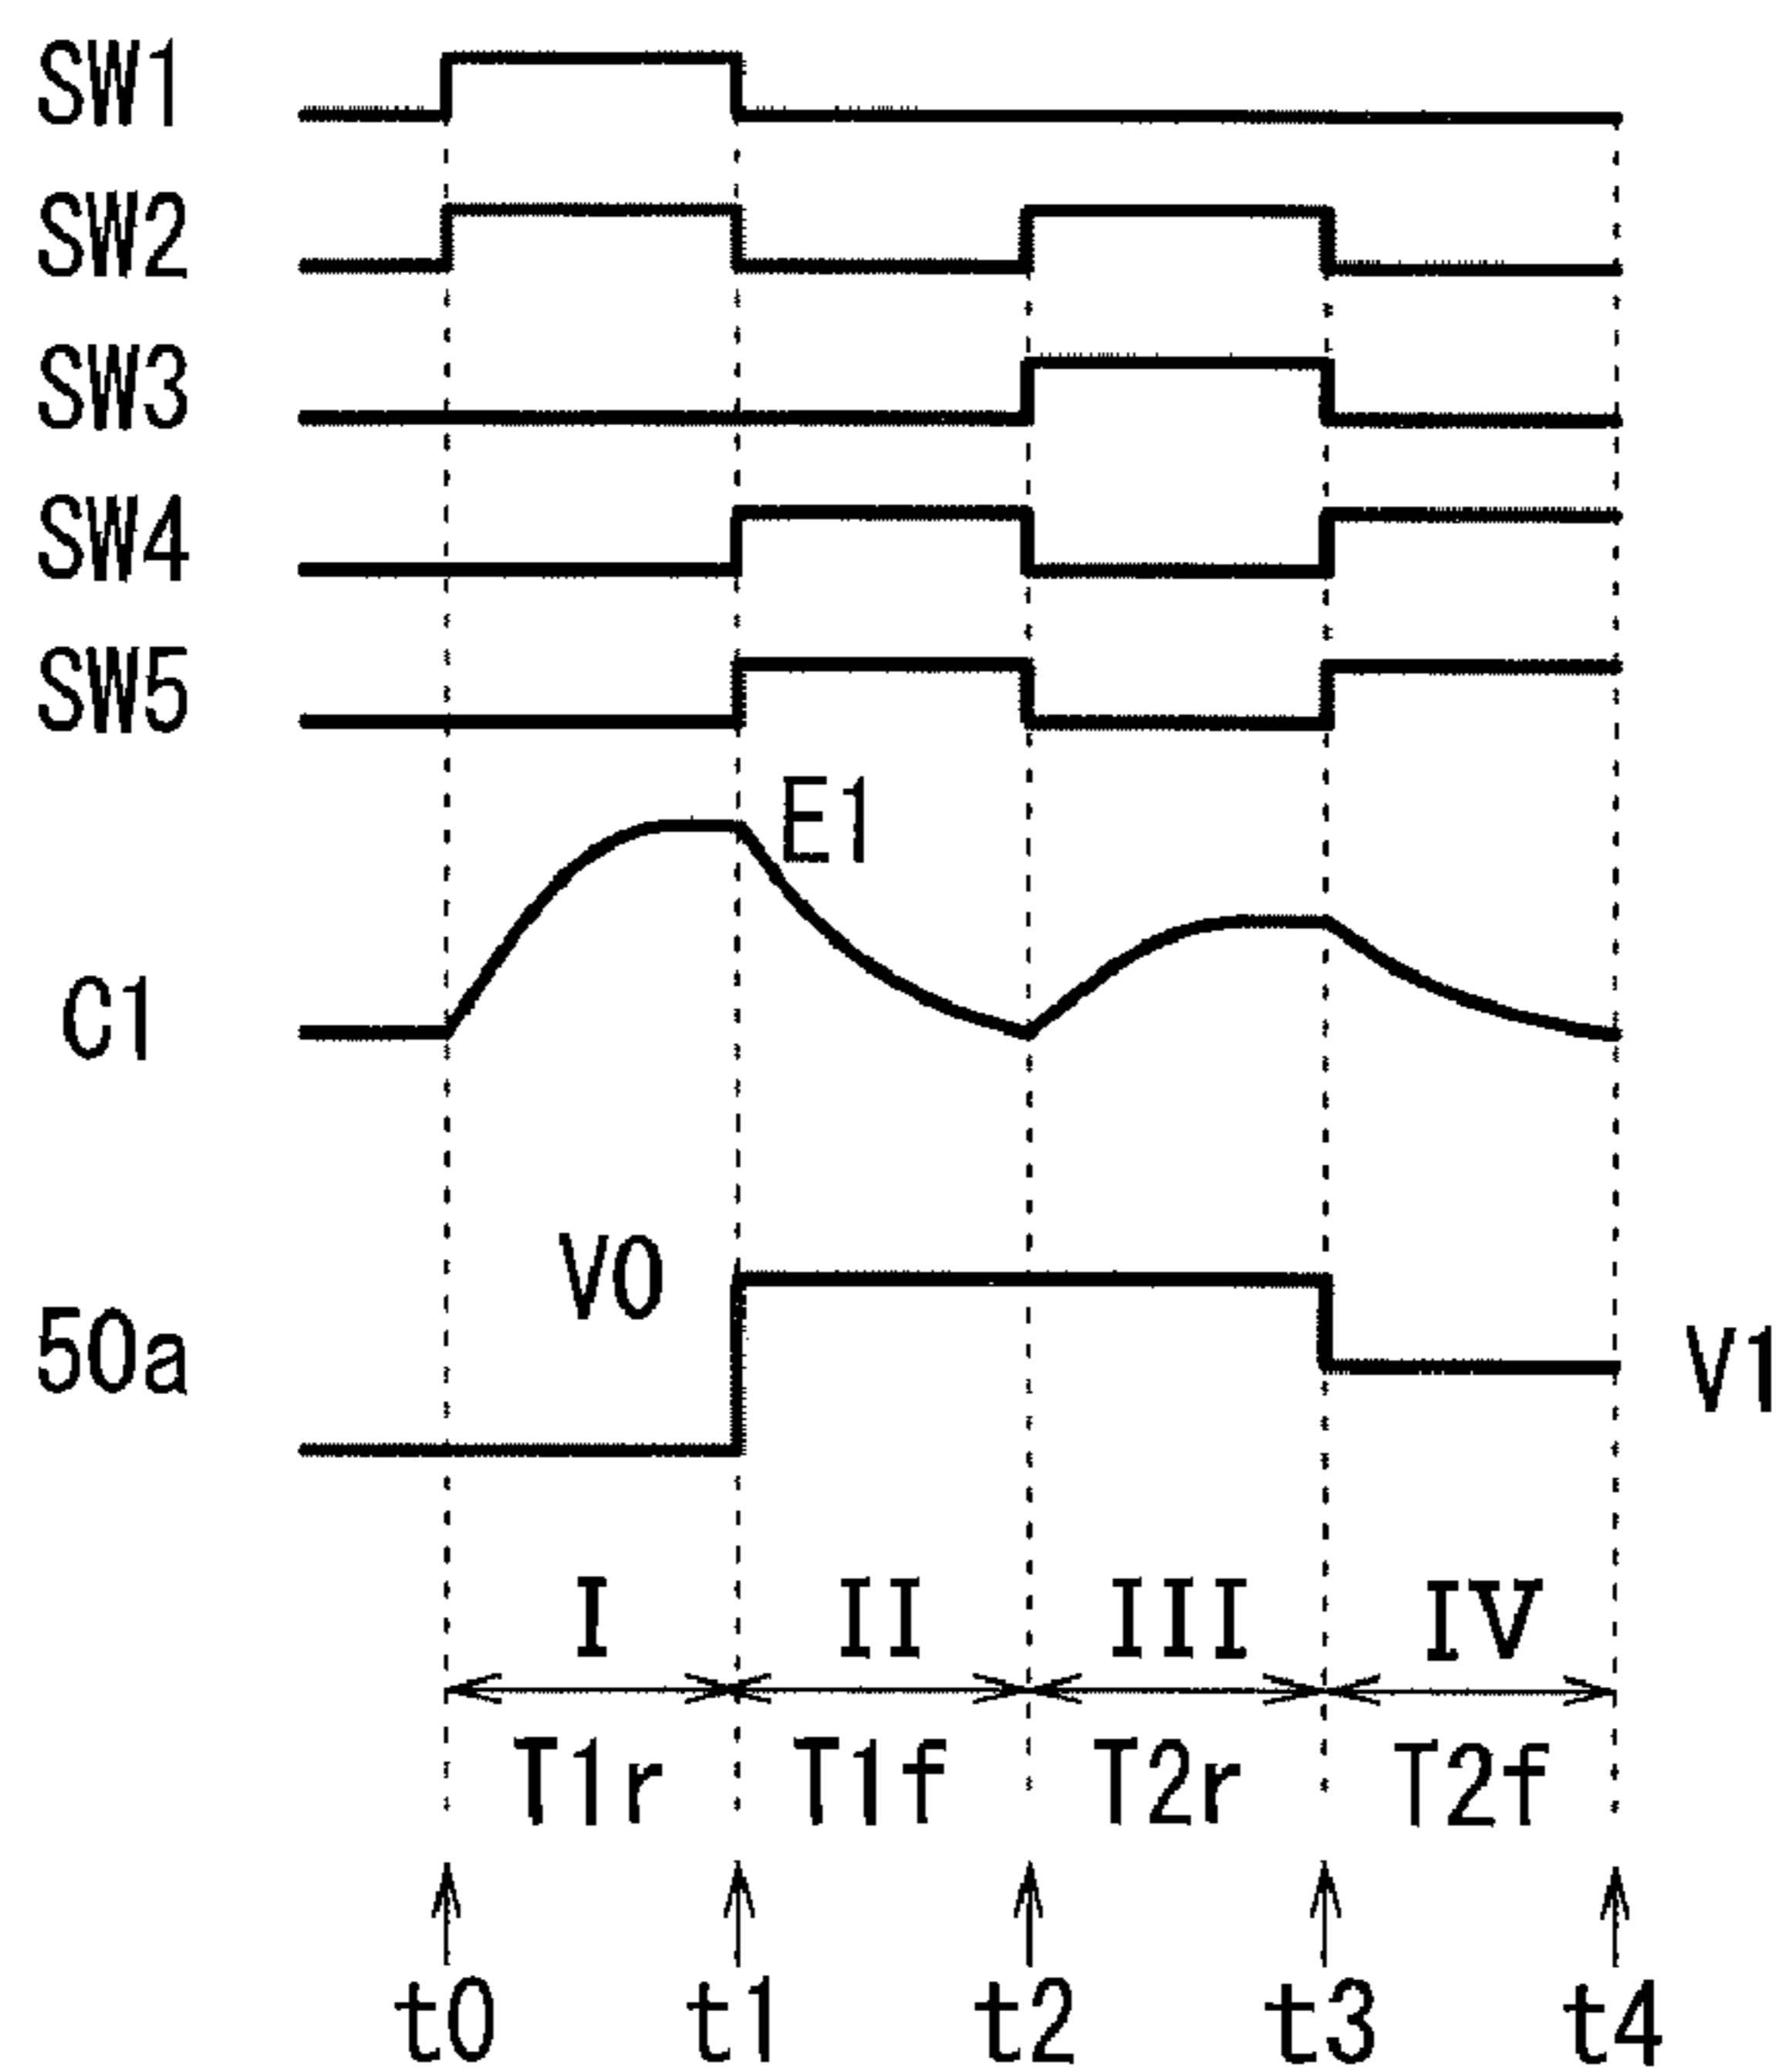 SW1
SW2
SW3
SW4
SW5
E1
C1
V0
50a
V1
I II III IV
T1r T1f T2r T2f
t0 t1 t2 t3 t4